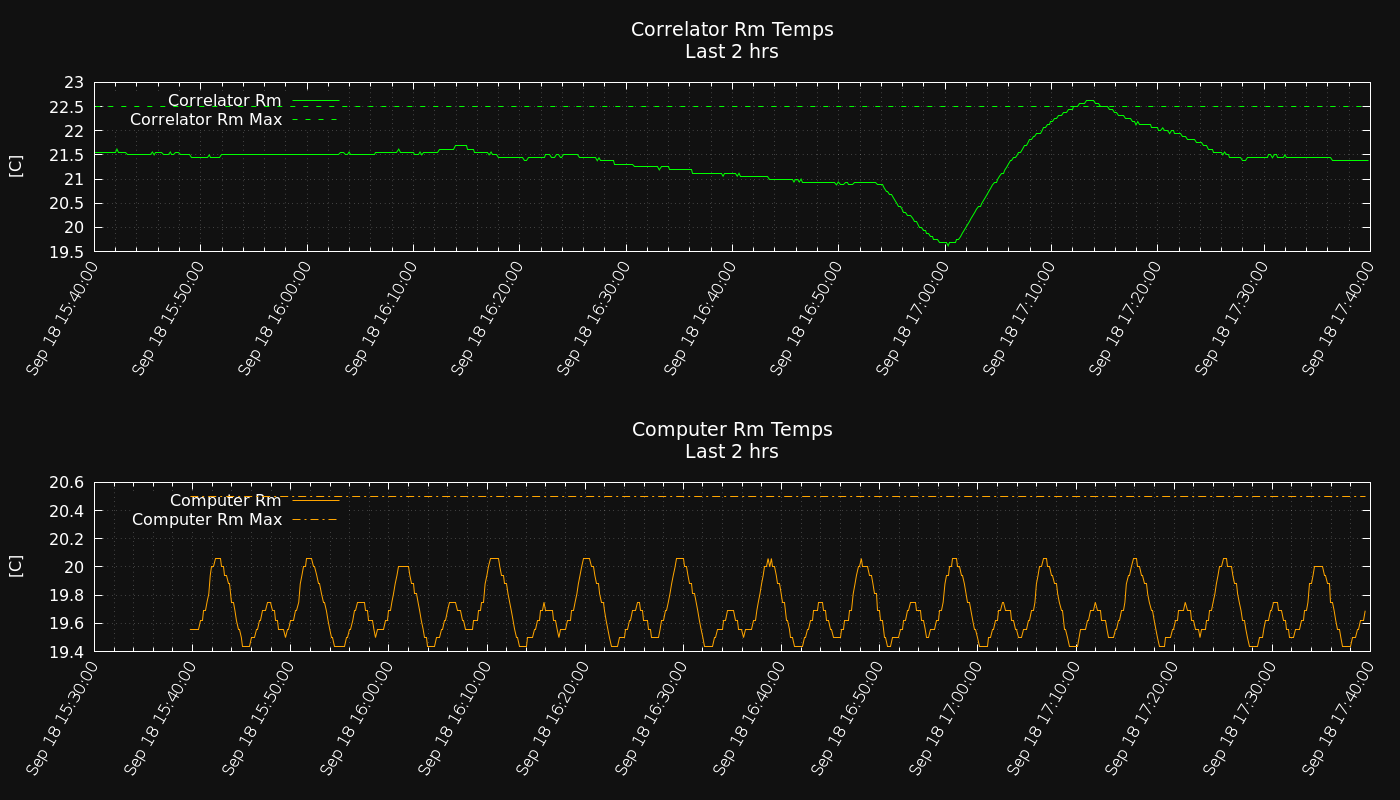 Correlator Rm Temps
Last 2 hrs
23
22.5
22
21.5
21
20.5
20
19.5
[C]
Correlator Rm
Correlator Rm Max
Sep 18 15:40:00
Sep 18 15:50:00
Sep 18 16:00:00
Sep 18 16:10:00
Sep 18 16:20:00
Sep 18 16:30:00
Sep 18 16:40:00
Sep 18 16:50:00
Sep 18 17:00:00
Sep 18 17:10:00
Sep 18 17:20:00
Sep 18 17:30:00
Sep 18 17:40:00
Computer Rm Temps
Last 2 hrs
20.6
20.4
20.2
20
19.8
19.6
19.4
[C]
Computer Rm
Computer Rm Max
Sep 18 15:30:00
Sep 18 15:40:00
Sep 18 15:50:00
Sep 18 16:00:00
Sep 18 16:10:00
Sep 18 16:20:00
Sep 18 16:30:00
Sep 18 16:40:00
Sep 18 16:50:00
Sep 18 17:00:00
Sep 18 17:10:00
Sep 18 17:20:00
Sep 18 17:30:00
Sep 18 17:40:00